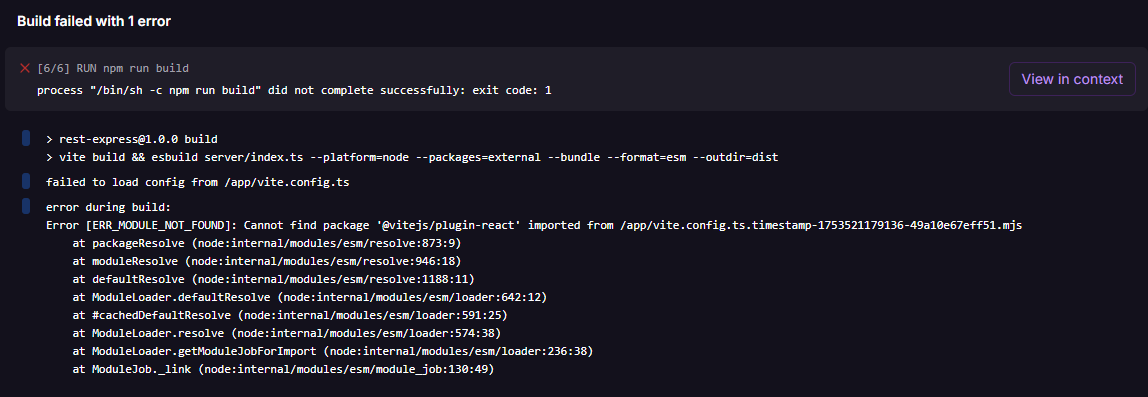 Build failed with 1 error
[6/6] RUN npm run build
process "/bin/sh -c npm run build" did not complete successfully: exit code: 1
View in context
> rest-express@1.0.0 build
> vite build && esbuild server/index.ts --platform=node --packages=external --bundle --format=esm --outdir=dist
failed to load config from /app/vite.config.ts
error during build:
Error [ERR_MODULE_NOT_FOUND]: Cannot find package '@vitejs/plugin-react' imported from /app/vite.config.ts.timestamp-1753521179136-49a10e67eff51.mjs
at packageResolve (node:internal/modules/esm/resolve:873:9)
at moduleResolve (node:internal/modules/esm/resolve:946:18)
at defaultResolve (node:internal/modules/esm/resolve:1188:11)
at ModuleLoader.defaultResolve (node:internal/modules/esm/loader:642:12)
at #cachedDefaultResolve (node:internal/modules/esm/loader:591:25)
at ModuleLoader.resolve (node:internal/modules/esm/loader:574:38)
at ModuleLoader.getModuleJobForImport (node:internal/modules/esm/loader:236:38)
at ModuleJob._link (node:internal/modules/esm/module_job:130:49)